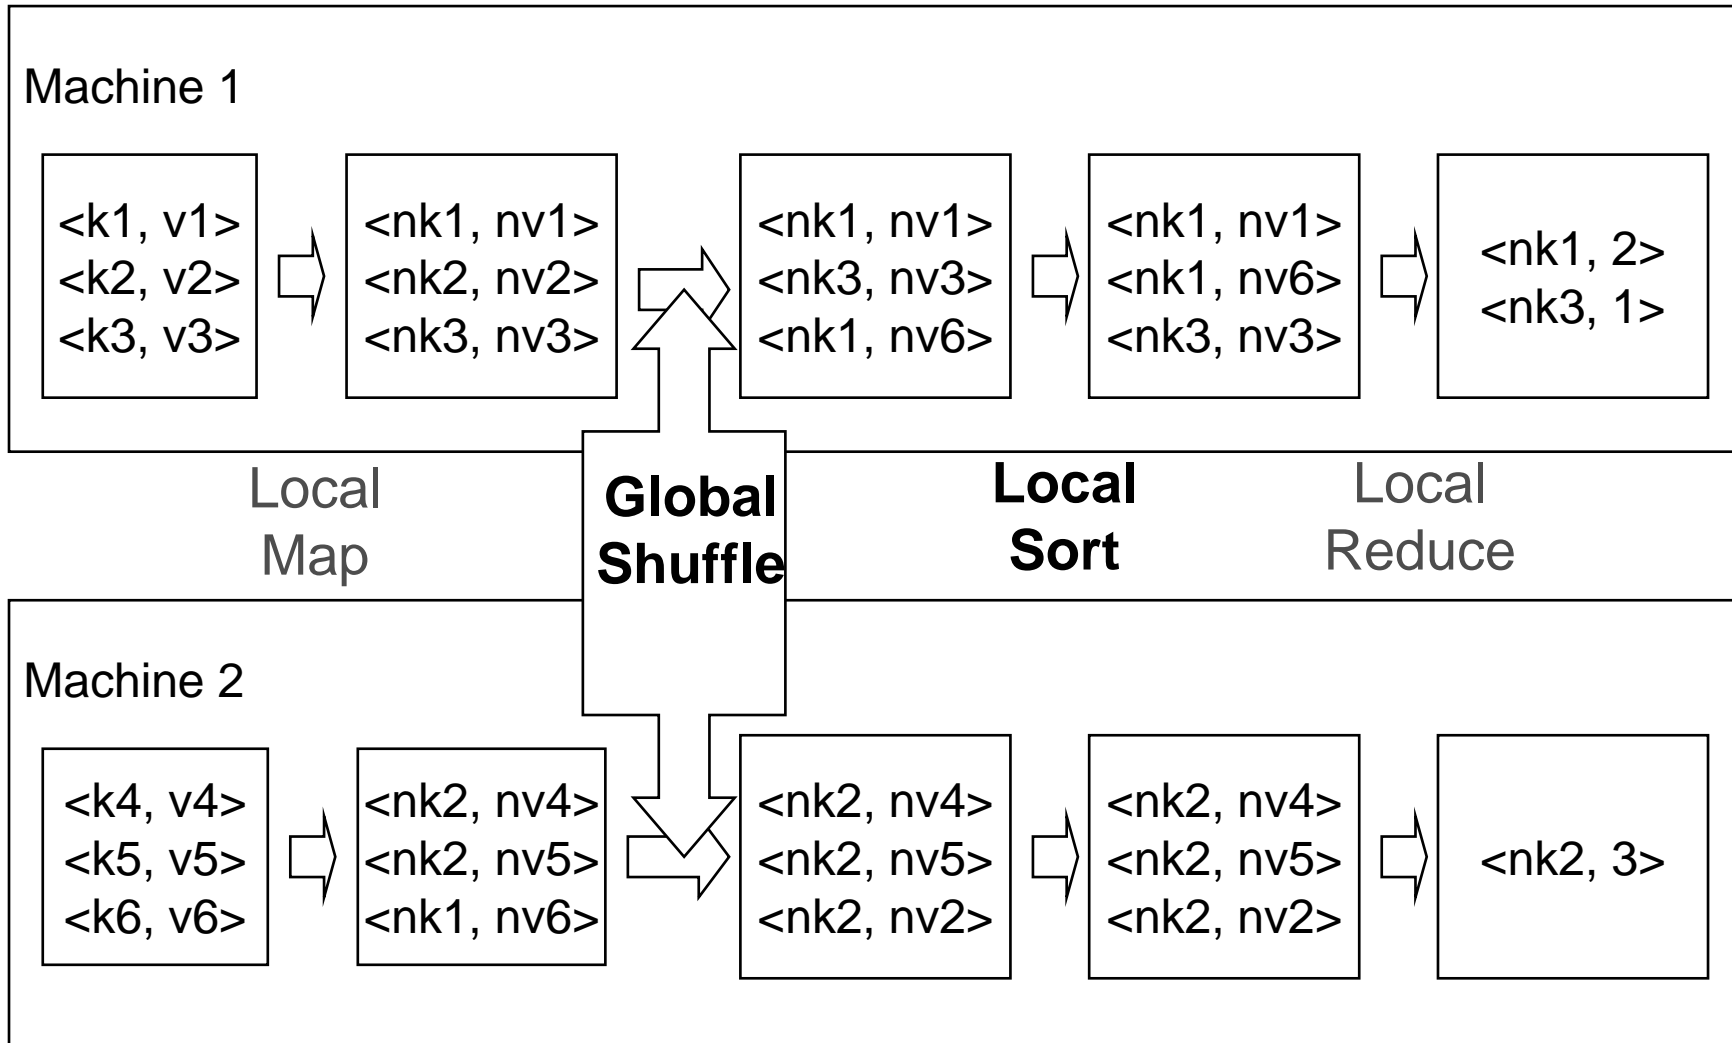 Machine 1
<k1, v1>
<k2, v2>
<k3, v3>
<nk1, nv1>
<nk2, nv2>
<nk3, nv3>
<nk1, nv1>
<nk3, nv3>
<nk1, nv6>
<nk1, nv1>
<nk1, nv6>
<nk3, nv3>
<nk1, 2>
<nk3, 1>
Local
Map
Global
Shuffle
Local
Sort
Local
Reduce
Machine 2
<k4, v4>
<k5, v5>
<k6, v6>
<nk2, nv4>
<nk2, nv5>
<nk1, nv6>
<nk2, nv4>
<nk2, nv5>
<nk2, nv2>
<nk2, nv4>
<nk2, nv5>
<nk2, nv2>
<nk2, 3>